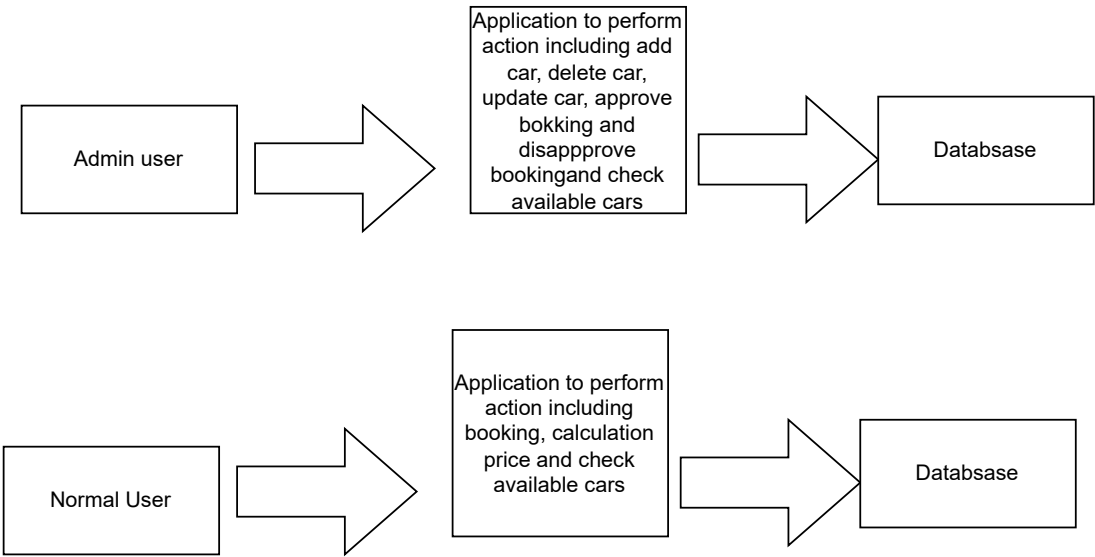 Admin user
Application to perform
action including add
car, delete car,
update car, approve
bokking and
disappprove
bookingand check
available cars
Databsase
Normal User
Application to perform
action including
booking, calculation
price and check
available cars
Databsase